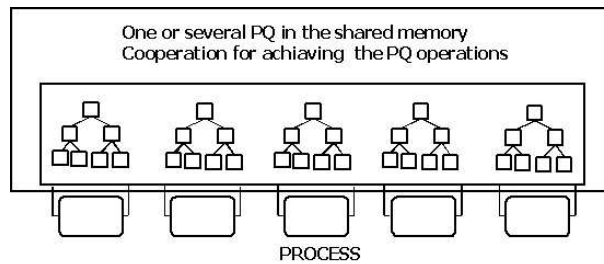 One or several PQ in the shared memory
Cooperation for achiaving the PQ operations
PROCESS